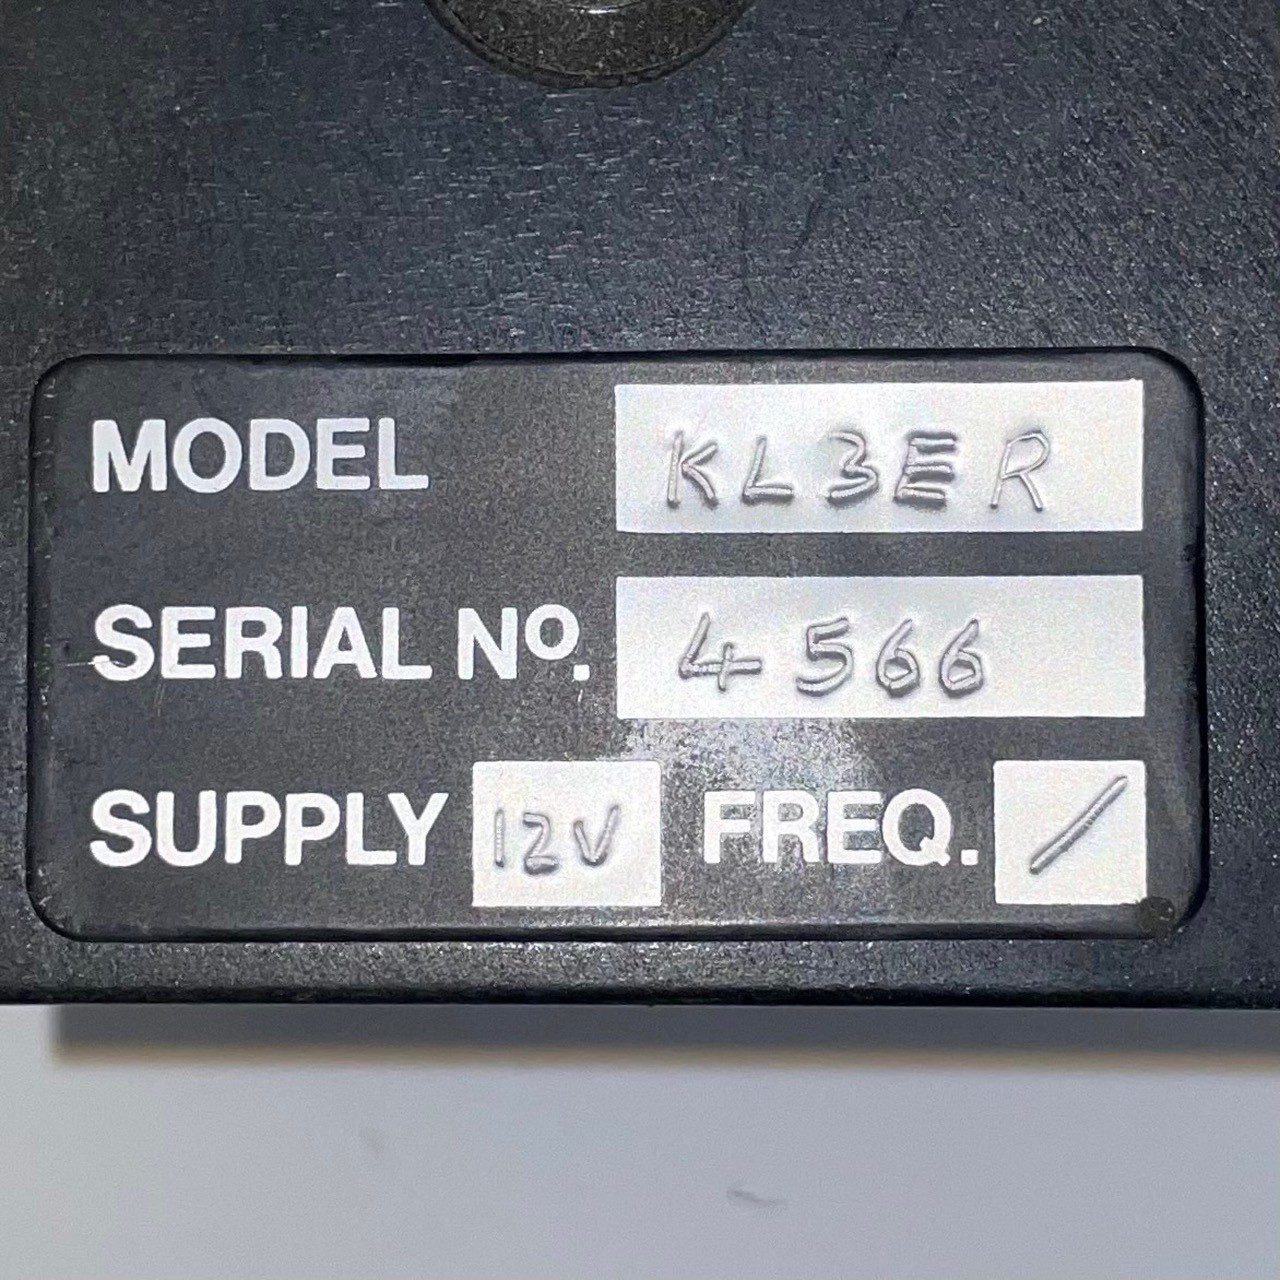 MODEL KL3ER
SERIAL Nº. 4566
SUPPLY 12V FREQ. /